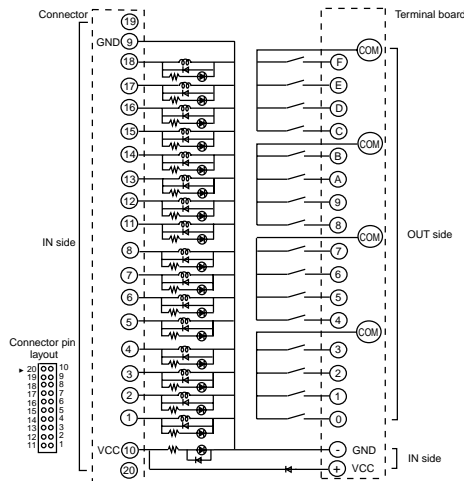 Connector
Terminal board
19
GND 9
COM
18
F
17
E
16
D
15
C
COM
14
B
13
A
12
9
11
8
COM
IN side
OUT side
8
7
7
6
6
5
5
4
COM
4
3
3
2
2
1
1
0
VCC 10
- GND
IN side
20
+ VCC
Connector pin
layout
20 10
19 9
18 8
17 7
16 6
15 5
14 4
13 3
12 2
11 1